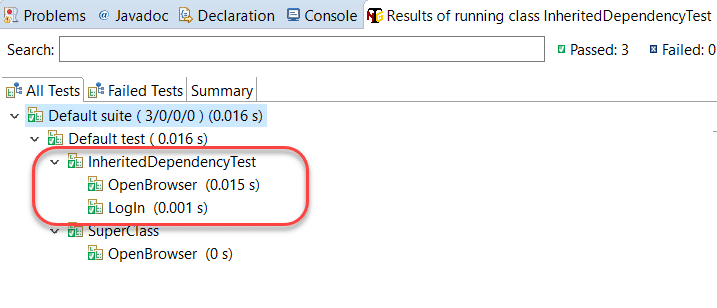 Problems @ Javadoc Declaration Console Results of running class InheritedDependencyTest
Search: Passed: 3 Failed: 0
All Tests Failed Tests Summary
Default suite ( 3/0/0/0 ) (0.016 s)
Default test ( 0.016 s)
InheritedDependencyTest
OpenBrowser (0.015 s)
LogIn (0.001 s)
SuperClass
OpenBrowser (0 s)